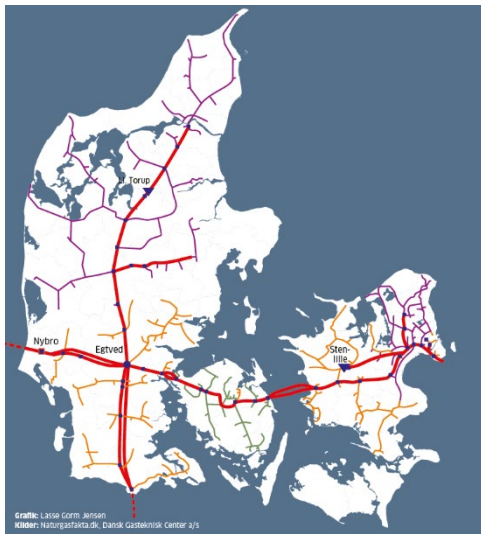 Ll. Torup
Nybro
Egtved
Sten-
lille
Grafik: Lasse Gorm Jensen
Kilder: Naturgasfakta.dk, Dansk Gasteknisk Center a/s